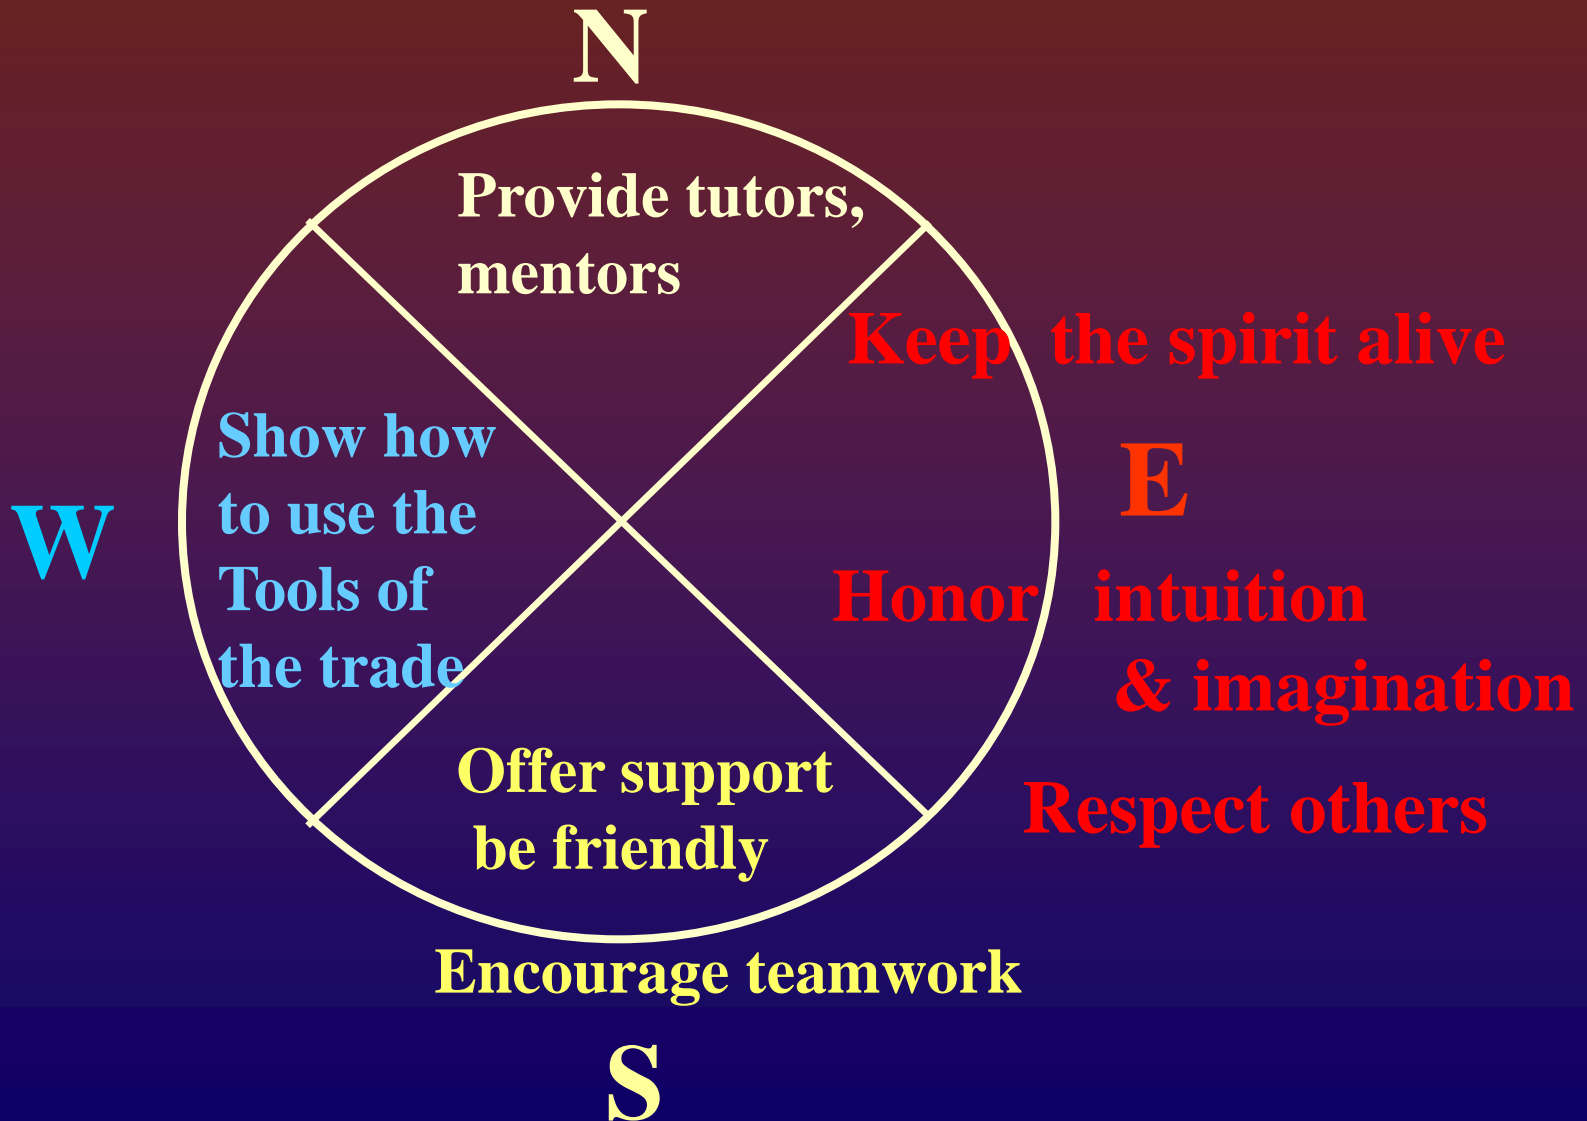 N
Provide tutors,
mentors
Keep the spirit alive
Show how
to use the
Tools of
the trade
W
E
Honor intuition
& imagination
Respect others
Offer support
be friendly
Encourage teamwork
S